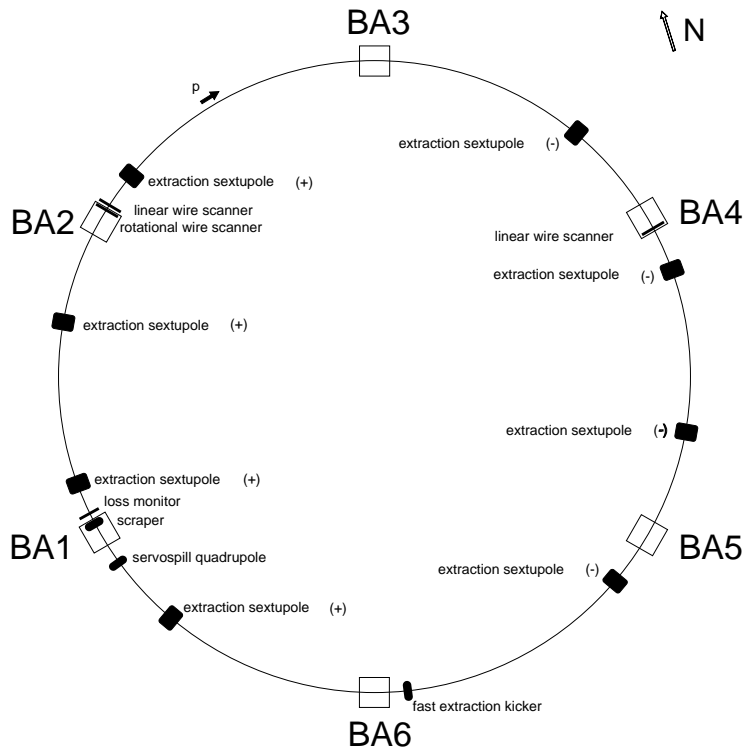 BA3
N
p
extraction sextupole (-)
extraction sextupole (+)
linear wire scanner
BA2 rotational wire scanner
BA4
linear wire scanner
extraction sextupole (-)
extraction sextupole (+)
extraction sextupole (-)
extraction sextupole (+)
loss monitor
scraper
BA1
BA5
servospill quadrupole
extraction sextupole (-)
extraction sextupole (+)
fast extraction kicker
BA6